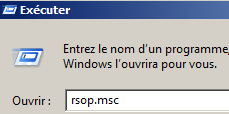 Exécuter
Entrez le nom d'un programme,
Windows l'ouvrira pour vous.
Ouvrir : rsop.msc